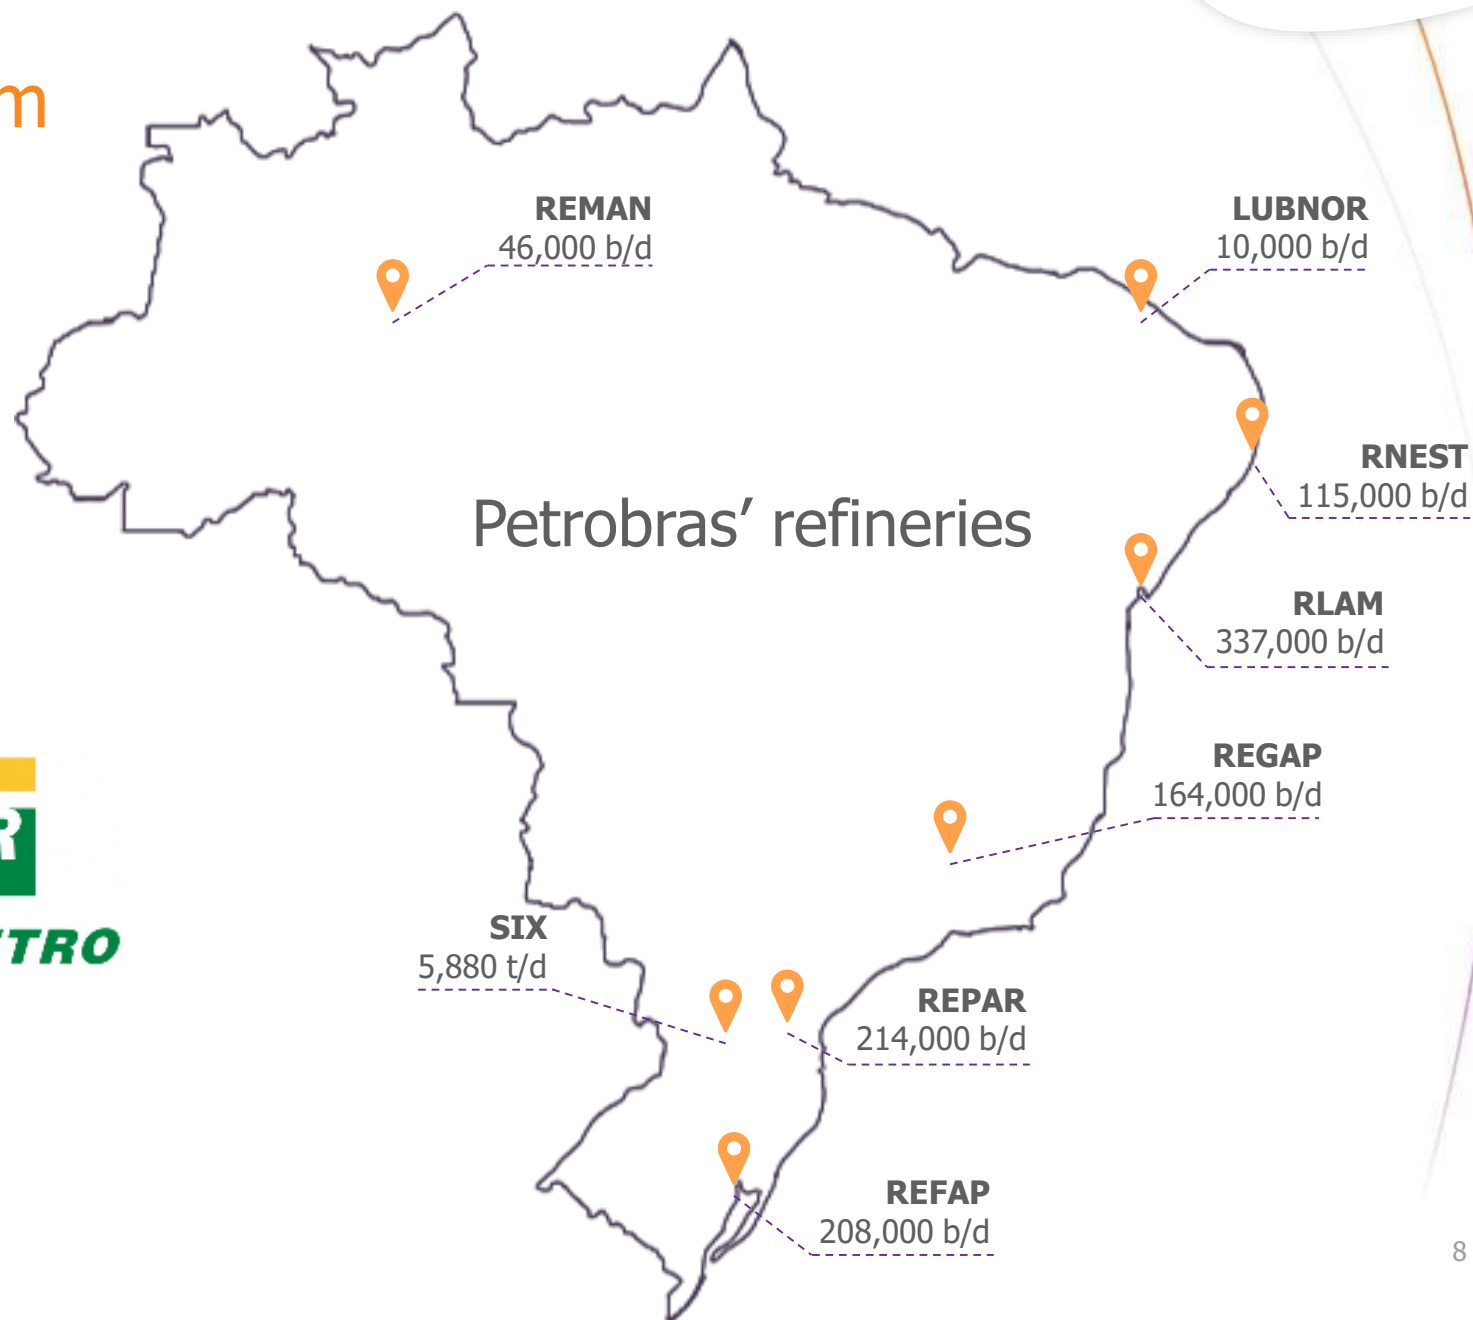 m
REMAN
46,000 b/d
LUBNOR
10,000 b/d
RNEST
115,000 b/d
Petrobras’ refineries
RLAM
337,000 b/d
REGAP
164,000 b/d
R
TRO
SIX
5,880 t/d
REPAR
214,000 b/d
REFAP
208,000 b/d
8